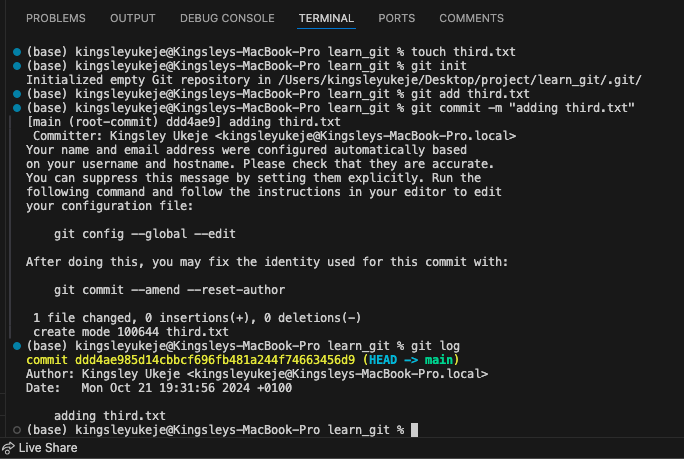 PROBLEMS OUTPUT DEBUG CONSOLE TERMINAL PORTS COMMENTS
(base) kingsleyukeje@Kingsleys-MacBook-Pro learn_git % touch third.txt
(base) kingsleyukeje@Kingsleys-MacBook-Pro learn_git % git init
Initialized empty Git repository in /Users/kingsleyukeje/Desktop/project/learn_git/.git/
(base) kingsleyukeje@Kingsleys-MacBook-Pro learn_git % git add third.txt
(base) kingsleyukeje@Kingsleys-MacBook-Pro learn_git % git commit -m "adding third.txt"
[main (root-commit) ddd4ae9] adding third.txt
 Committer: Kingsley Ukeje <kingsleyukeje@Kingsleys-MacBook-Pro.local>
Your name and email address were configured automatically based
on your username and hostname. Please check that they are accurate.
You can suppress this message by setting them explicitly. Run the
following command and follow the instructions in your editor to edit
your configuration file:

    git config --global --edit

After doing this, you may fix the identity used for this commit with:

    git commit --amend --reset-author

 1 file changed, 0 insertions(+), 0 deletions(-)
 create mode 100644 third.txt
(base) kingsleyukeje@Kingsleys-MacBook-Pro learn_git % git log
commit ddd4ae985d14cbbcf696fb481a244f74663456d9 (HEAD -> main)
Author: Kingsley Ukeje <kingsleyukeje@Kingsleys-MacBook-Pro.local>
Date:   Mon Oct 21 19:31:56 2024 +0100

    adding third.txt
(base) kingsleyukeje@Kingsleys-MacBook-Pro learn_git %
Live Share